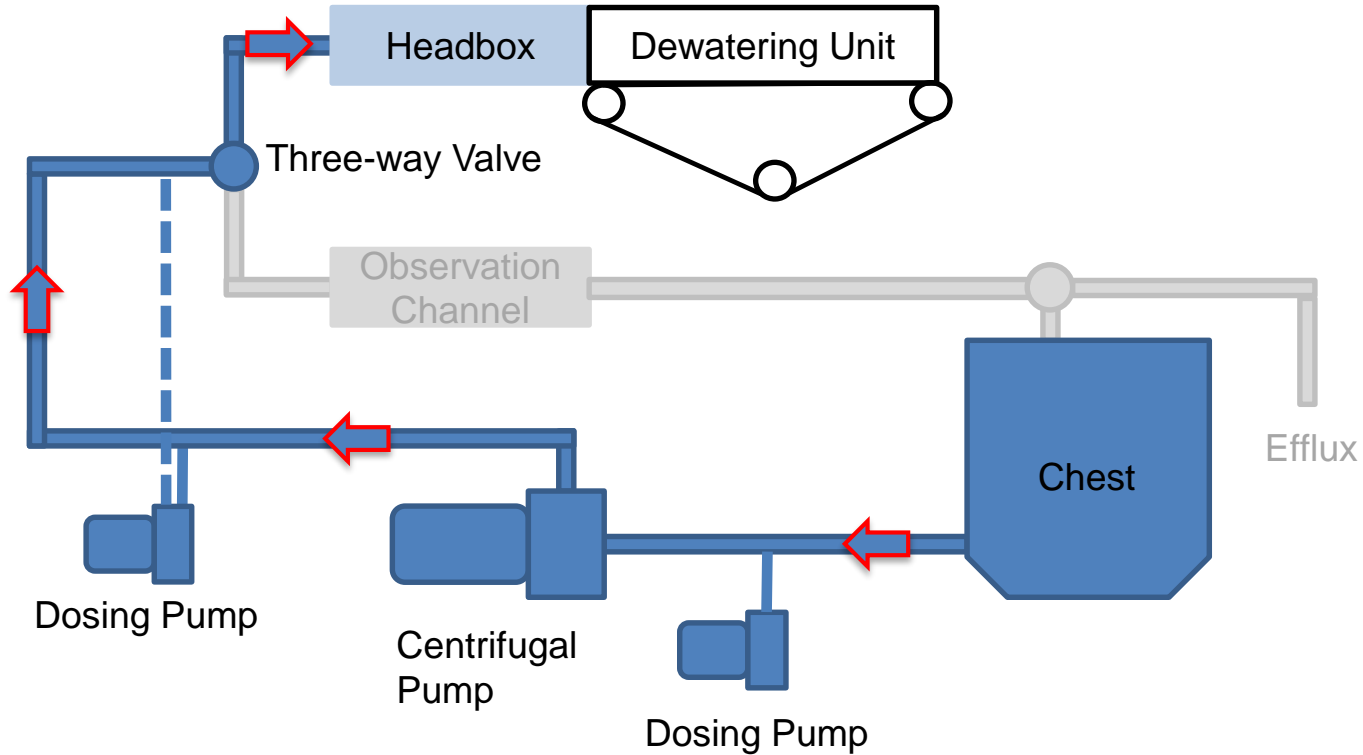 Headbox
Dewatering Unit
Three-way Valve
Observation
Channel
Efflux
Chest
Dosing Pump
Centrifugal
Pump
Dosing Pump